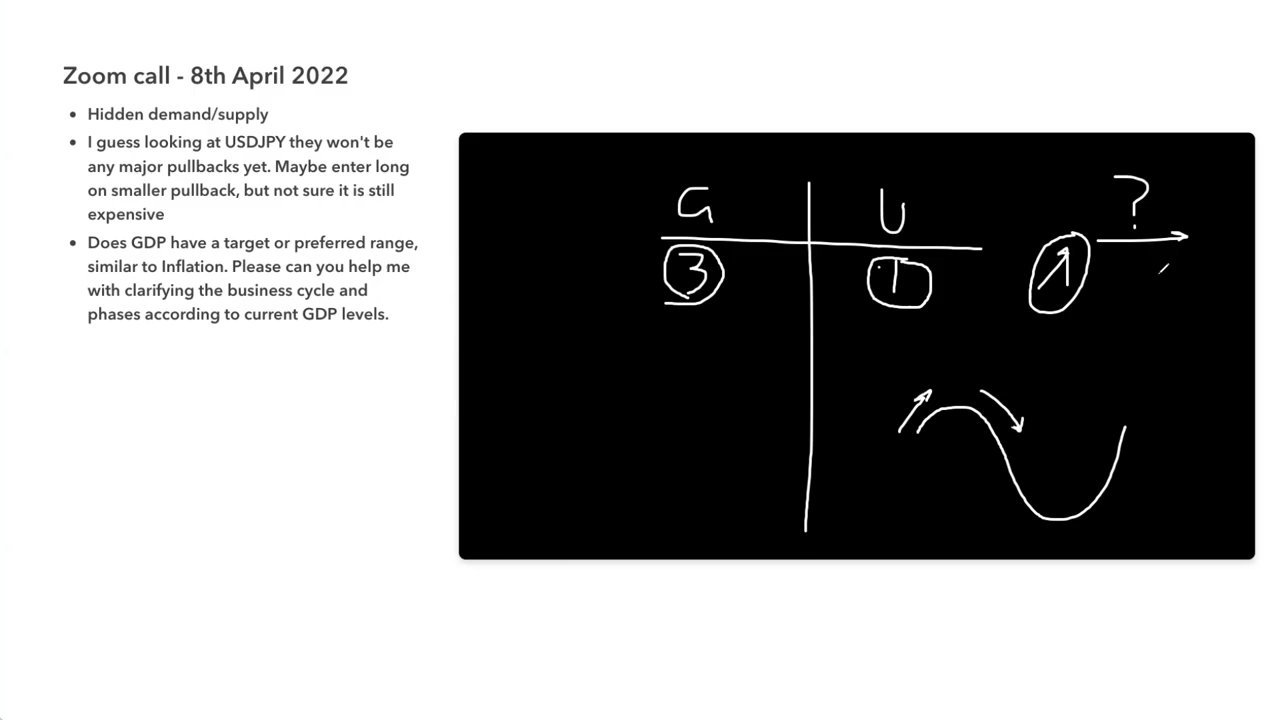 Zoom call - 8th April 2022
• Hidden demand/supply
• I guess looking at USDJPY they won't be
any major pullbacks yet. Maybe enter long
on smaller pullback, but not sure it is still
expensive
• Does GDP have a target or preferred range,
similar to Inflation. Please can you help me
with clarifying the business cycle and
phases according to current GDP levels.
G U ?
3 1